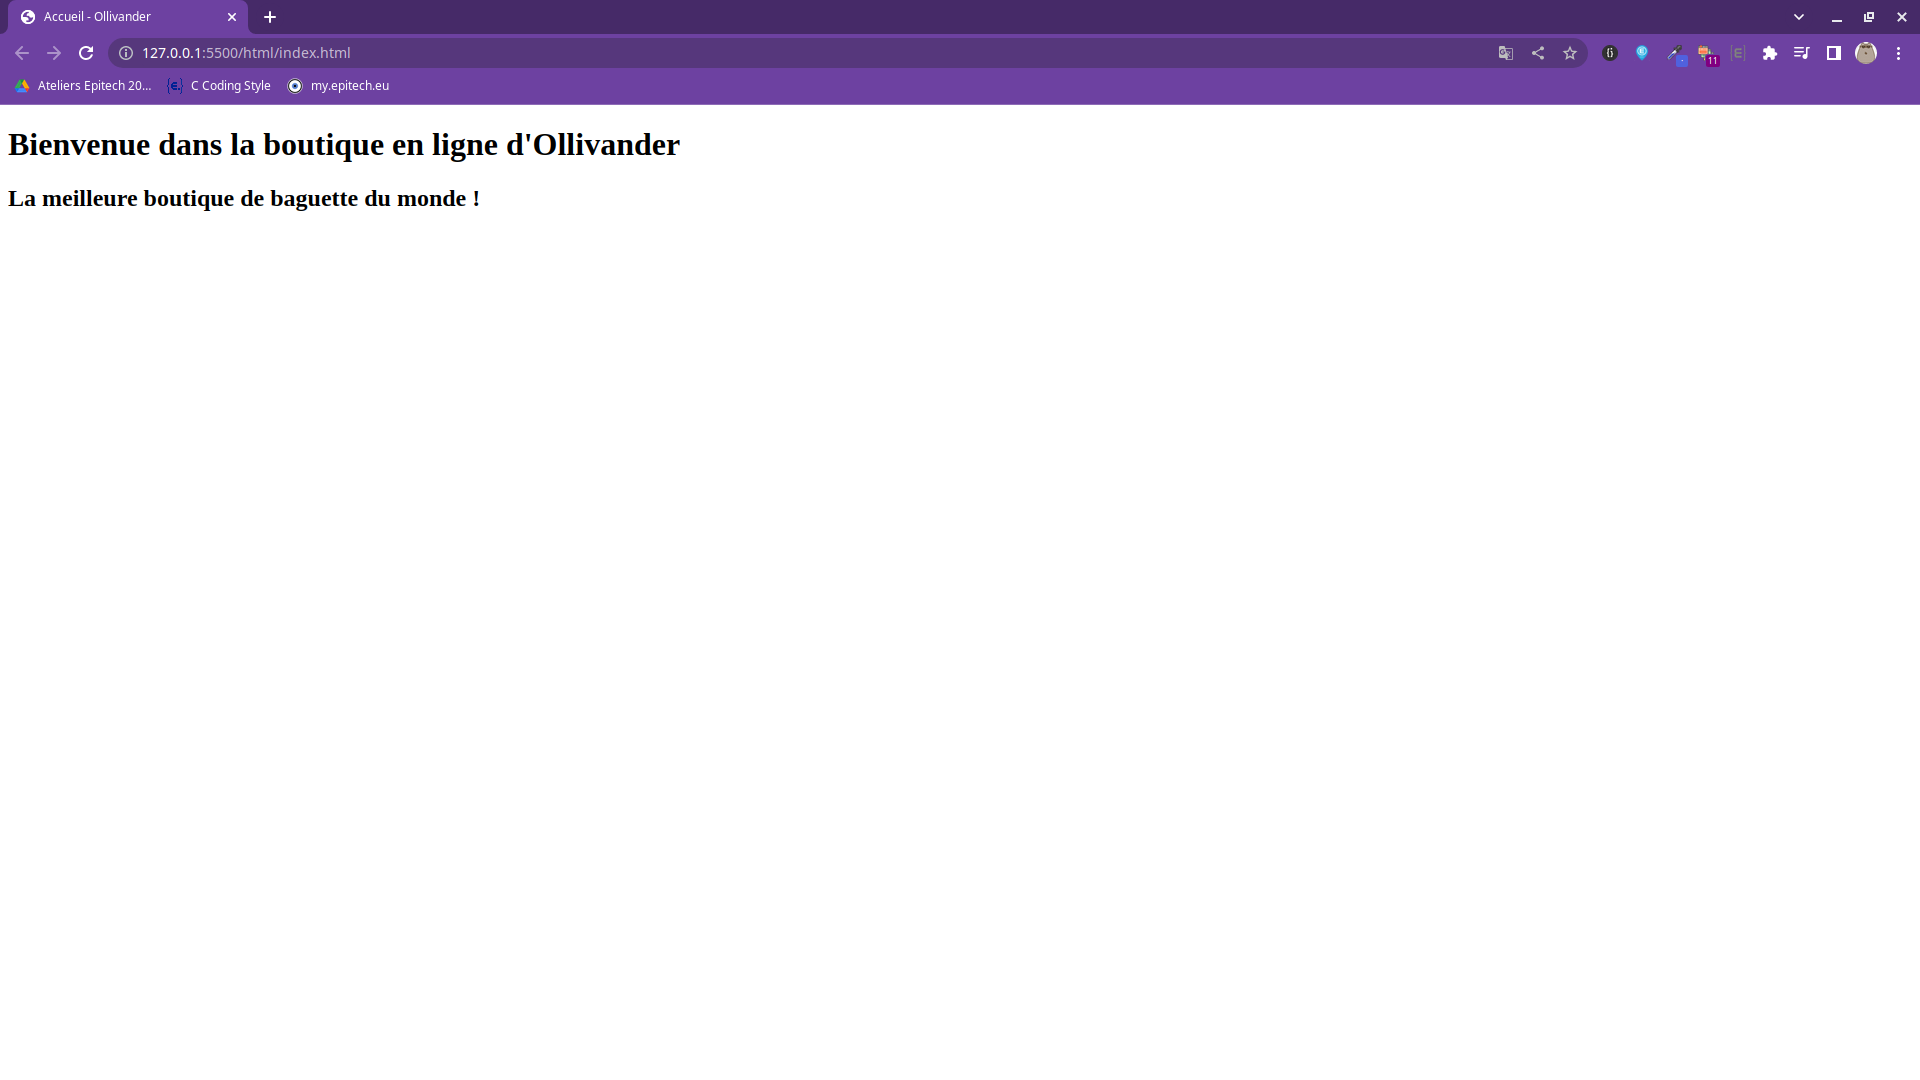 Accueil - Ollivander
127.0.0.1:5500/html/index.html
11
Ateliers Epitech 20...
C Coding Style
my.epitech.eu
Bienvenue dans la boutique en ligne d'Ollivander
La meilleure boutique de baguette du monde !